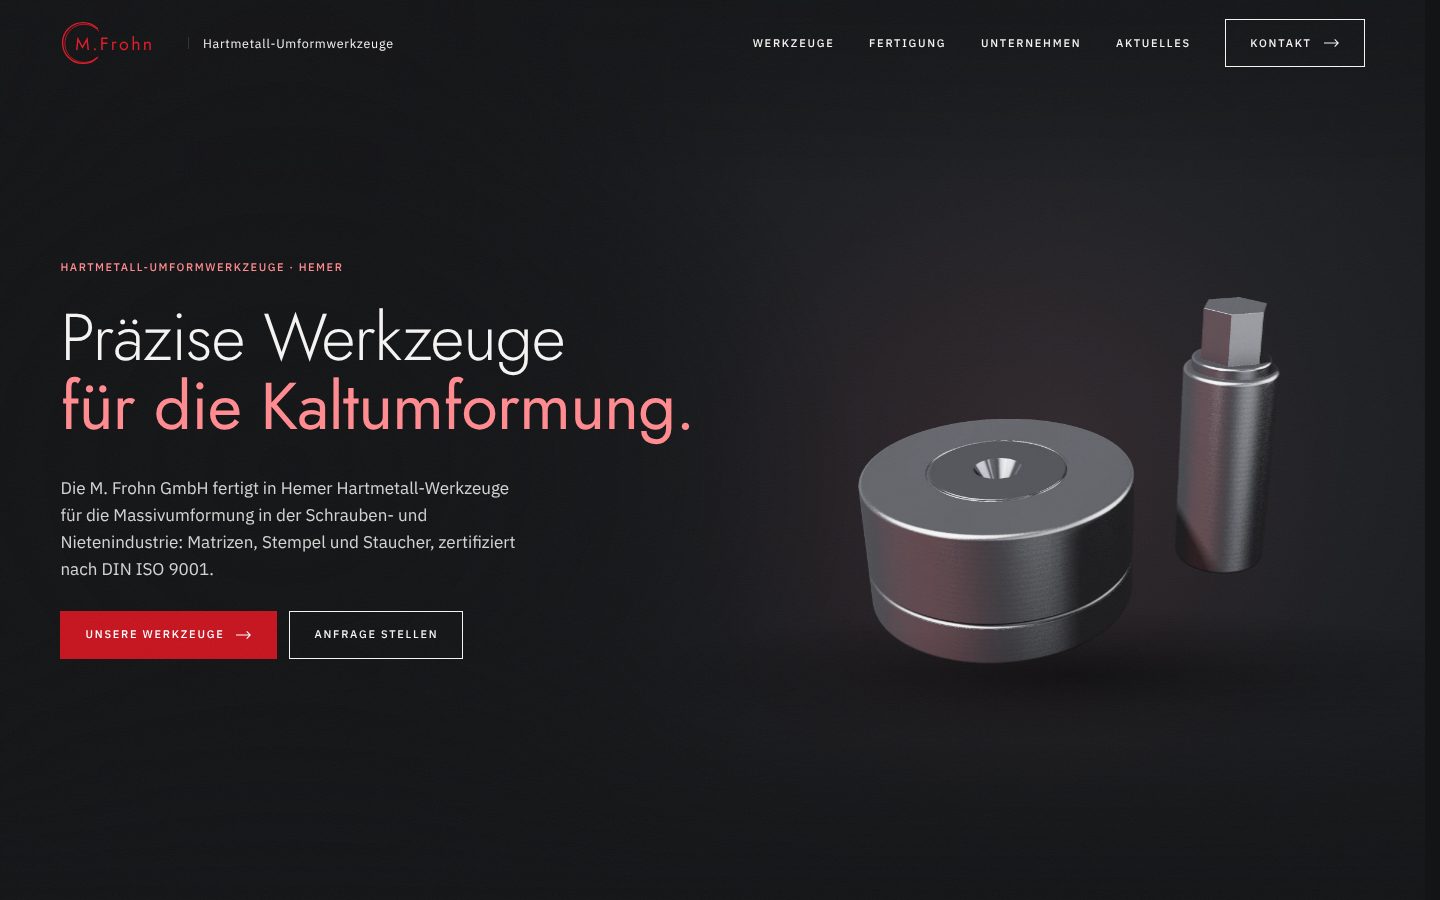 M.Frohn
Hartmetall-Umformwerkzeuge
WERKZEUGE
FERTIGUNG
UNTERNEHMEN
AKTUELLES
KONTAKT
HARTMETALL-UMFORMWERKZEUGE · HEMER
Präzise Werkzeuge
für die Kaltumformung.
Die M. Frohn GmbH fertigt in Hemer Hartmetall-Werkzeuge
für die Massivumformung in der Schrauben- und
Nietenindustrie: Matrizen, Stempel und Staucher, zertifiziert
nach DIN ISO 9001.
UNSERE WERKZEUGE
ANFRAGE STELLEN